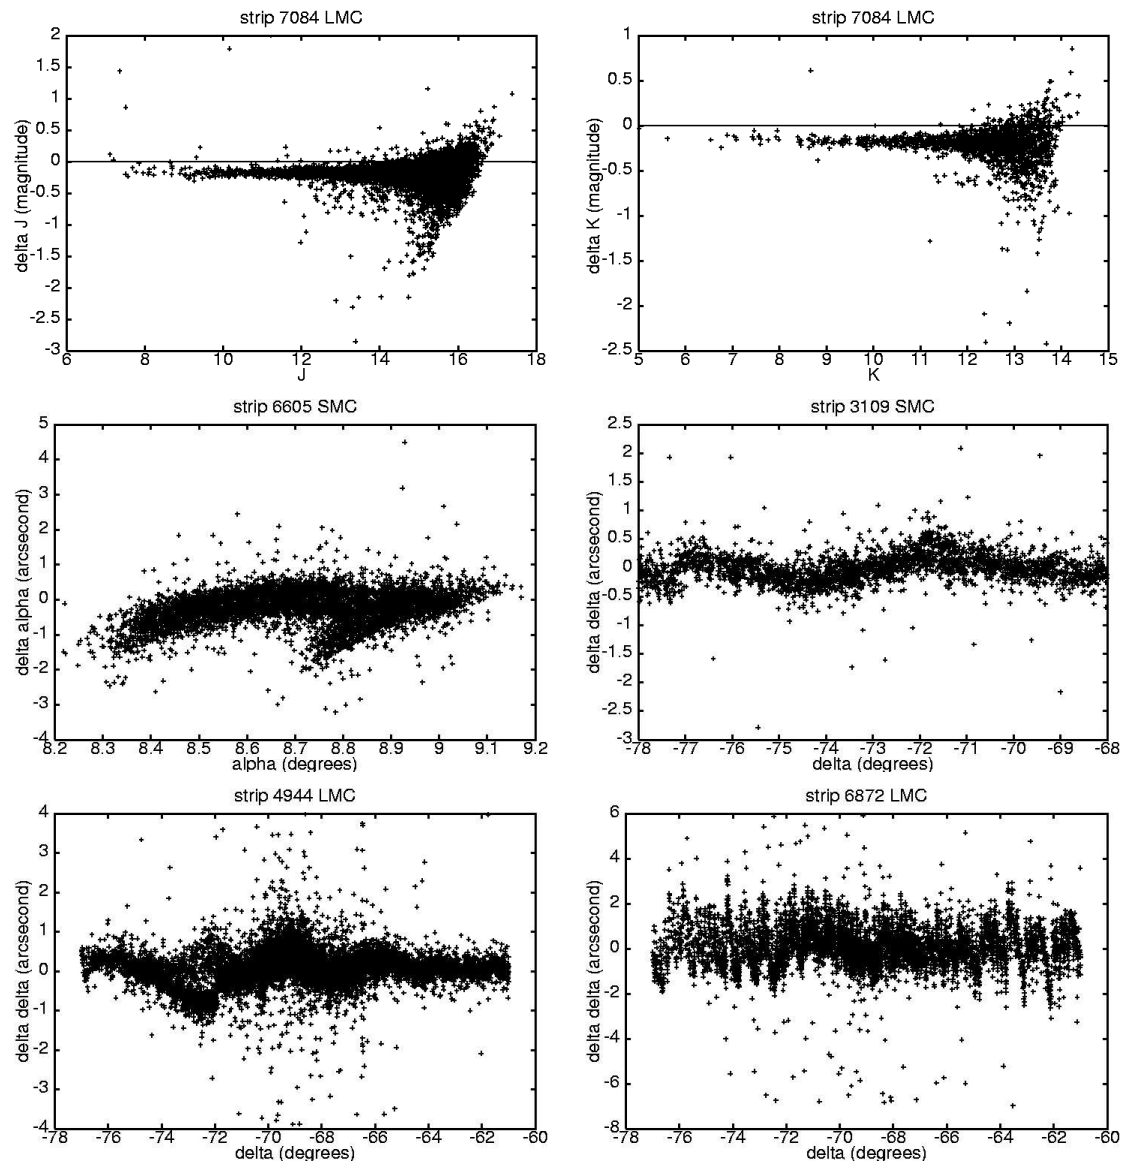 strip 7084 LMC
delta J (magnitude)
2
1.5
1
0.5
0
-0.5
-1
-1.5
-2
-2.5
-3
6 8 10 12 14 16 18
J
strip 7084 LMC
delta K (magnitude)
1
0.5
0
-0.5
-1
-1.5
-2
-2.5
5 6 7 8 9 10 11 12 13 14 15
K
strip 6605 SMC
delta alpha (arcsecond)
5
4
3
2
1
0
-1
-2
-3
-4
8.2 8.3 8.4 8.5 8.6 8.7 8.8 8.9 9 9.1 9.2
alpha (degrees)
strip 3109 SMC
delta delta (arcsecond)
2.5
2
1.5
1
0.5
0
-0.5
-1
-1.5
-2
-2.5
-3
-78 -77 -76 -75 -74 -73 -72 -71 -70 -69 -68
delta (degrees)
strip 4944 LMC
delta delta (arcsecond)
4
3
2
1
0
-1
-2
-3
-4
-78 -76 -74 -72 -70 -68 -66 -64 -62 -60
delta (degrees)
strip 6872 LMC
delta delta (arcsecond)
6
4
2
0
-2
-4
-6
-8
-78 -76 -74 -72 -70 -68 -66 -64 -62 -60
delta (degrees)